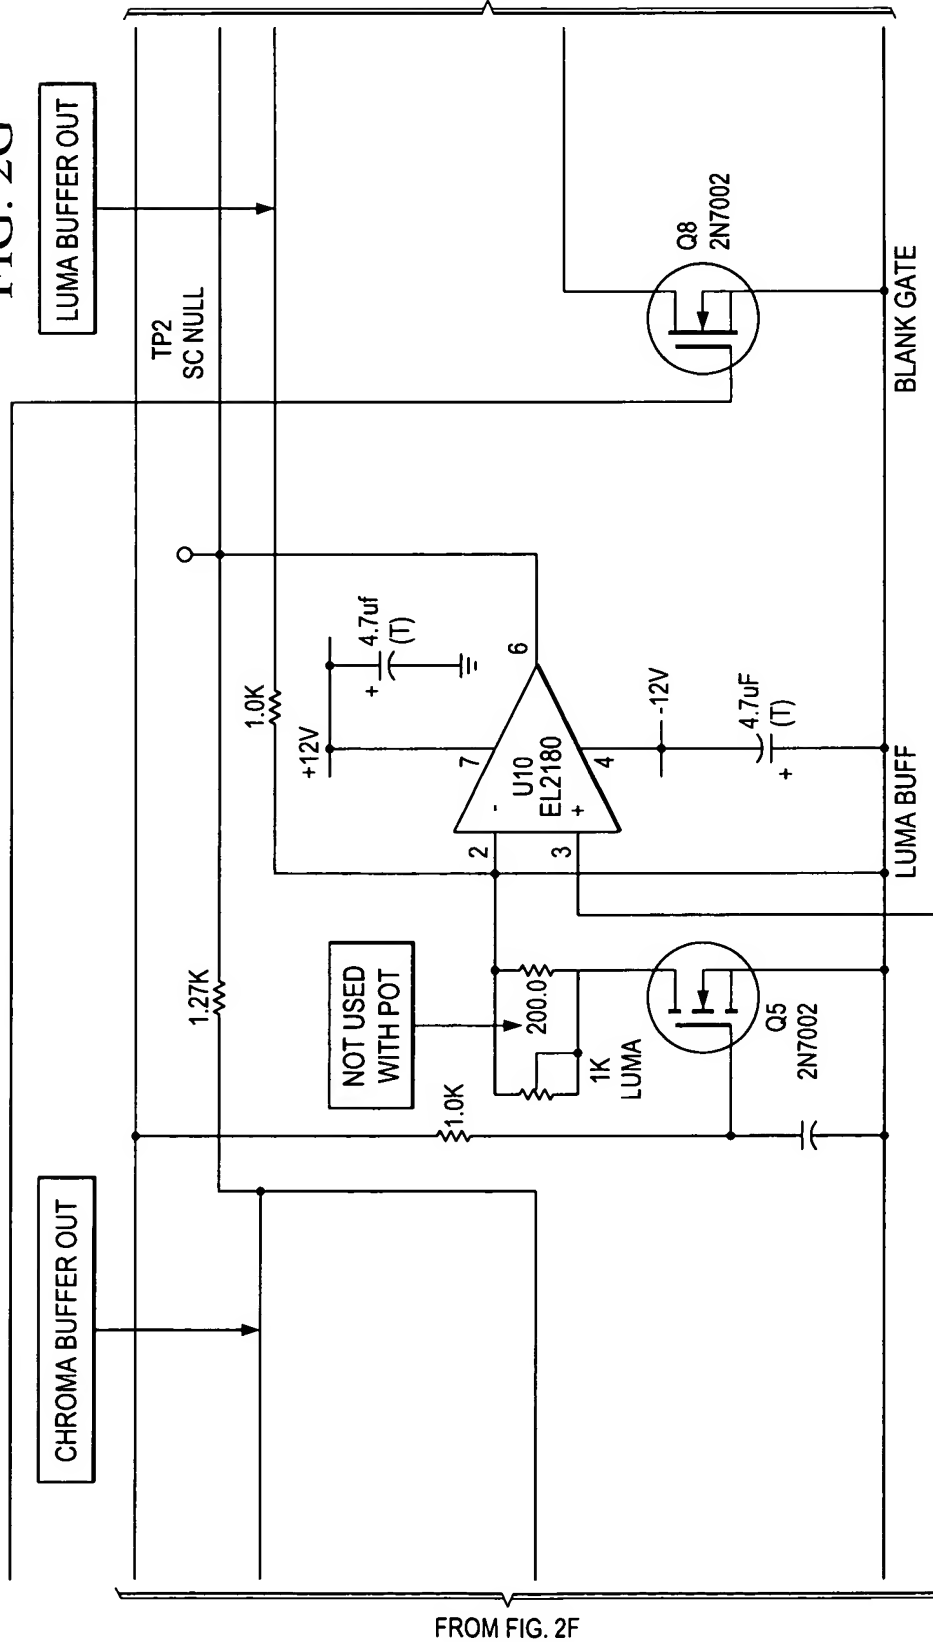 FIG. 2G
LUMA BUFFER OUT
CHROMA BUFFER OUT
TP2
SC NULL
1.27K
1.0K
+12V
4.7uf
(T)
+
NOT USED
WITH POT
1.0K
200.0
1K
LUMA
2
3
7
6
4
-
+
U10
EL2180
-12V
4.7uF
(T)
+
Q5
2N7002
Q8
2N7002
LUMA BUFF
BLANK GATE
FROM FIG. 2F